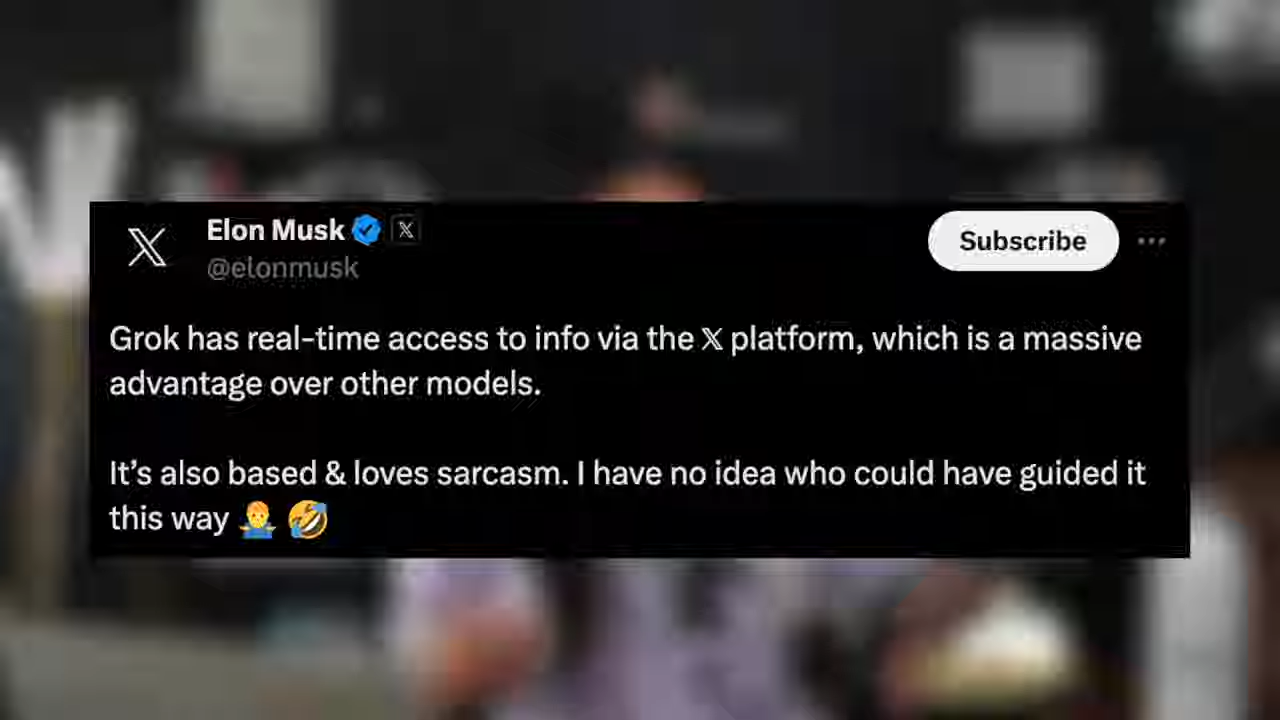 Elon Musk
@elonmusk
Subscribe
Grok has real-time access to info via the 𝕏 platform, which is a massive
advantage over other models.
It’s also based & loves sarcasm. I have no idea who could have guided it
this way 🤷‍♂️ 🤣